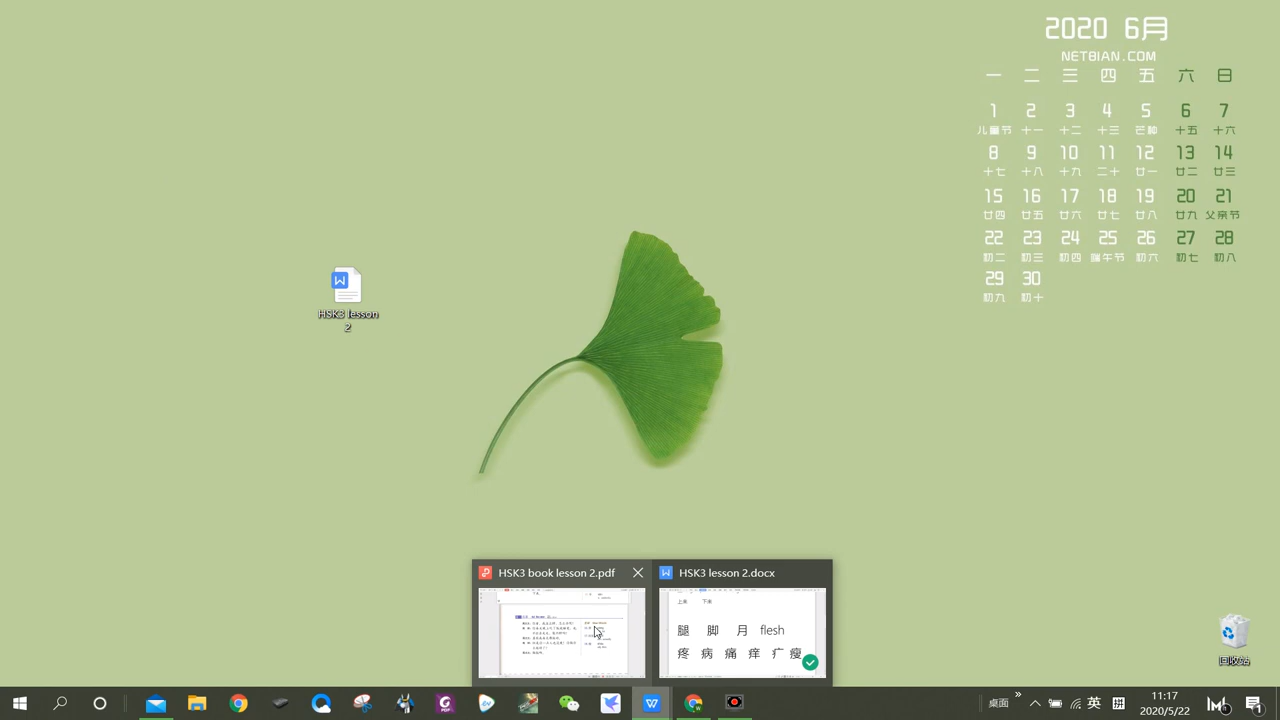 2020 6月
NETBIAN.COM
一 二 三 四 五 六 日
1 2 3 4 5 6 7
儿童节 十一 十二 十三 芒种 十五 十六
8 9 10 11 12 13 14
十七 十八 十九 二十 廿一 廿二 廿三
15 16 17 18 19 20 21
廿四 廿五 廿六 廿七 廿八 廿九 父亲节
22 23 24 25 26 27 28
初二 初三 初四 端午节 初六 初七 初八
29 30
初九 初十
HSK3 lesson
2
HSK3 book lesson 2.pdf
HSK3 lesson 2.docx
上来 下来
腿 脚 月 flesh
疼 病 痛 痒 疒 瘦
回收站
桌面
英
拼
11:17
2020/5/22